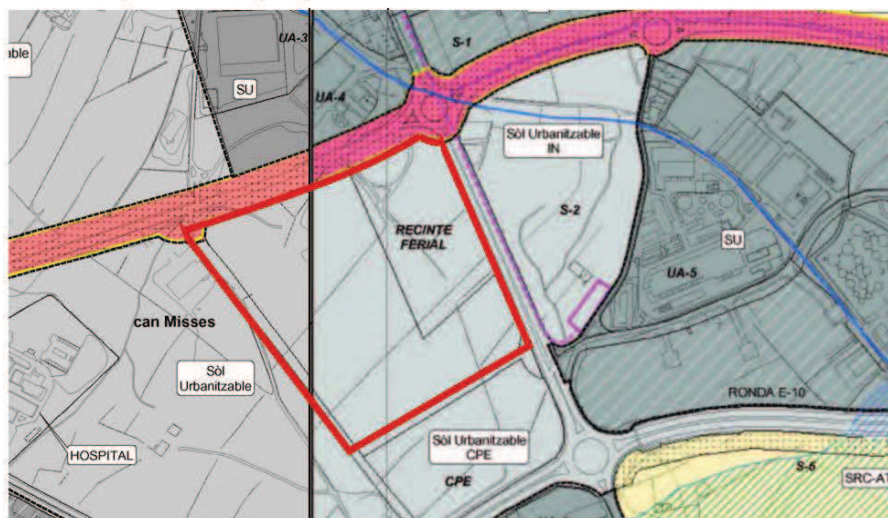 UA-3
S-1
able
SU
UA-4
Sòl Urbanitzable
IN
S-2
RECINTE
FERIAL
SU
UA-5
can Misses
Sòl
Urbanitzable
RONDA E-10
HOSPITAL
Sòl Urbanitzable
CPE
CPE
S-6
SRC-AT